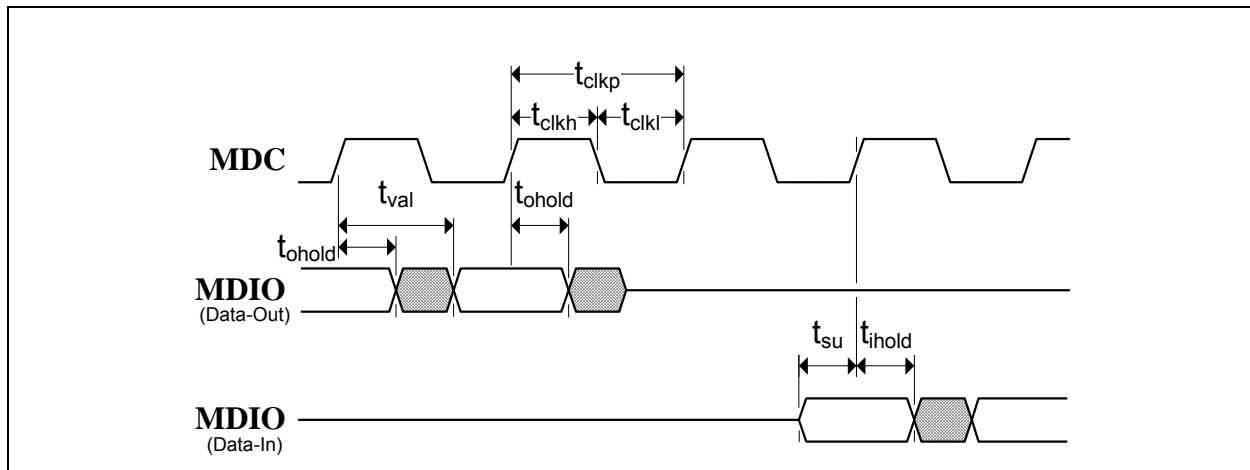 tclkp
tclkh tclkl
MDC
tval tohold
tohold
MDIO
(Data-Out)
tsu tihold
MDIO
(Data-In)